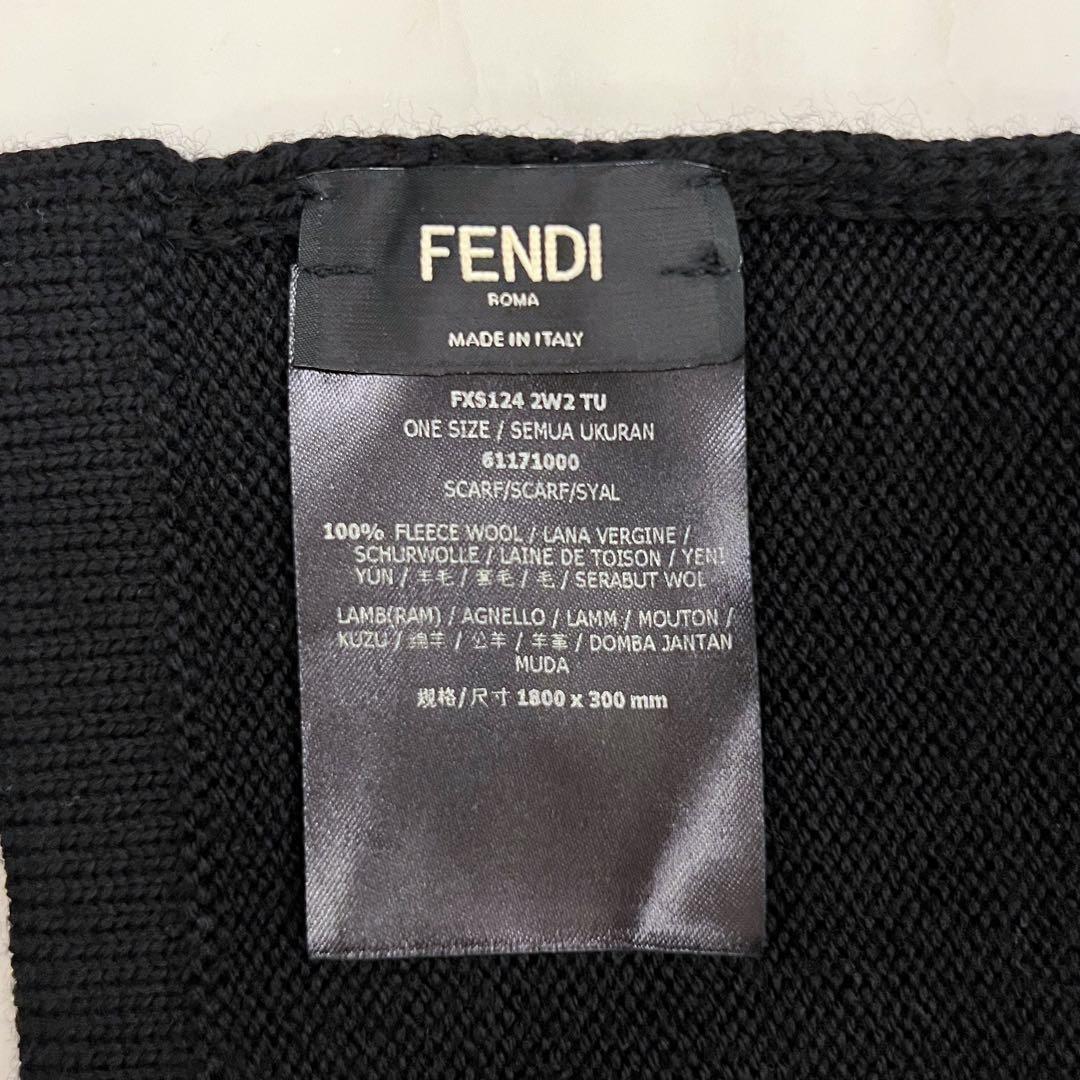 FENDI
ROMA
MADE IN ITALY
FXS124 2W2 TU
ONE SIZE / SEMUA UKURAN
61171000
SCARF/SCARF/SYAL
100% FLEECE WOOL / LANA VERGINE /
SCHURWOLLE / LAINE DE TOISON / YENI
YÜN / 羊毛 / 羊毛 / 毛 / SERABUT WOL
LAMB(RAM) / AGNELLO / LAMM / MOUTON /
KUZU / 綿羊 / 公羊 / 羊革 / DOMBA JANTAN
MUDA
規格/尺寸 1800 x 300 mm